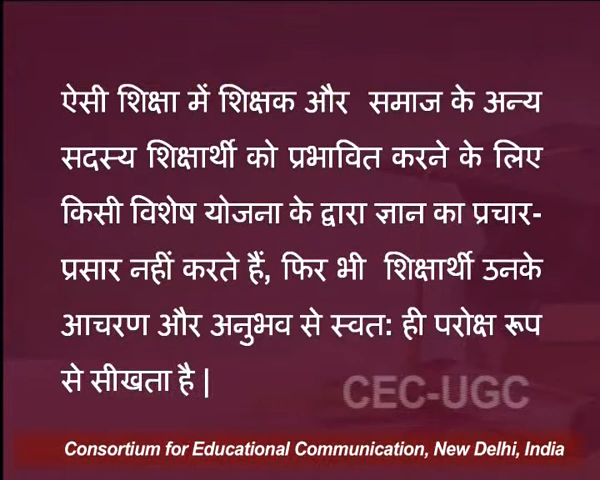 ऐसी शिक्षा में शिक्षक और समाज के अन्य
सदस्य शिक्षार्थी को प्रभावित करने के लिए
किसी विशेष योजना के द्वारा ज्ञान का प्रचार-
प्रसार नहीं करते हैं, फिर भी शिक्षार्थी उनके
आचरण और अनुभव से स्वत: ही परोक्ष रूप
से सीखता है |
CEC-UGC
Consortium for Educational Communication, New Delhi, India